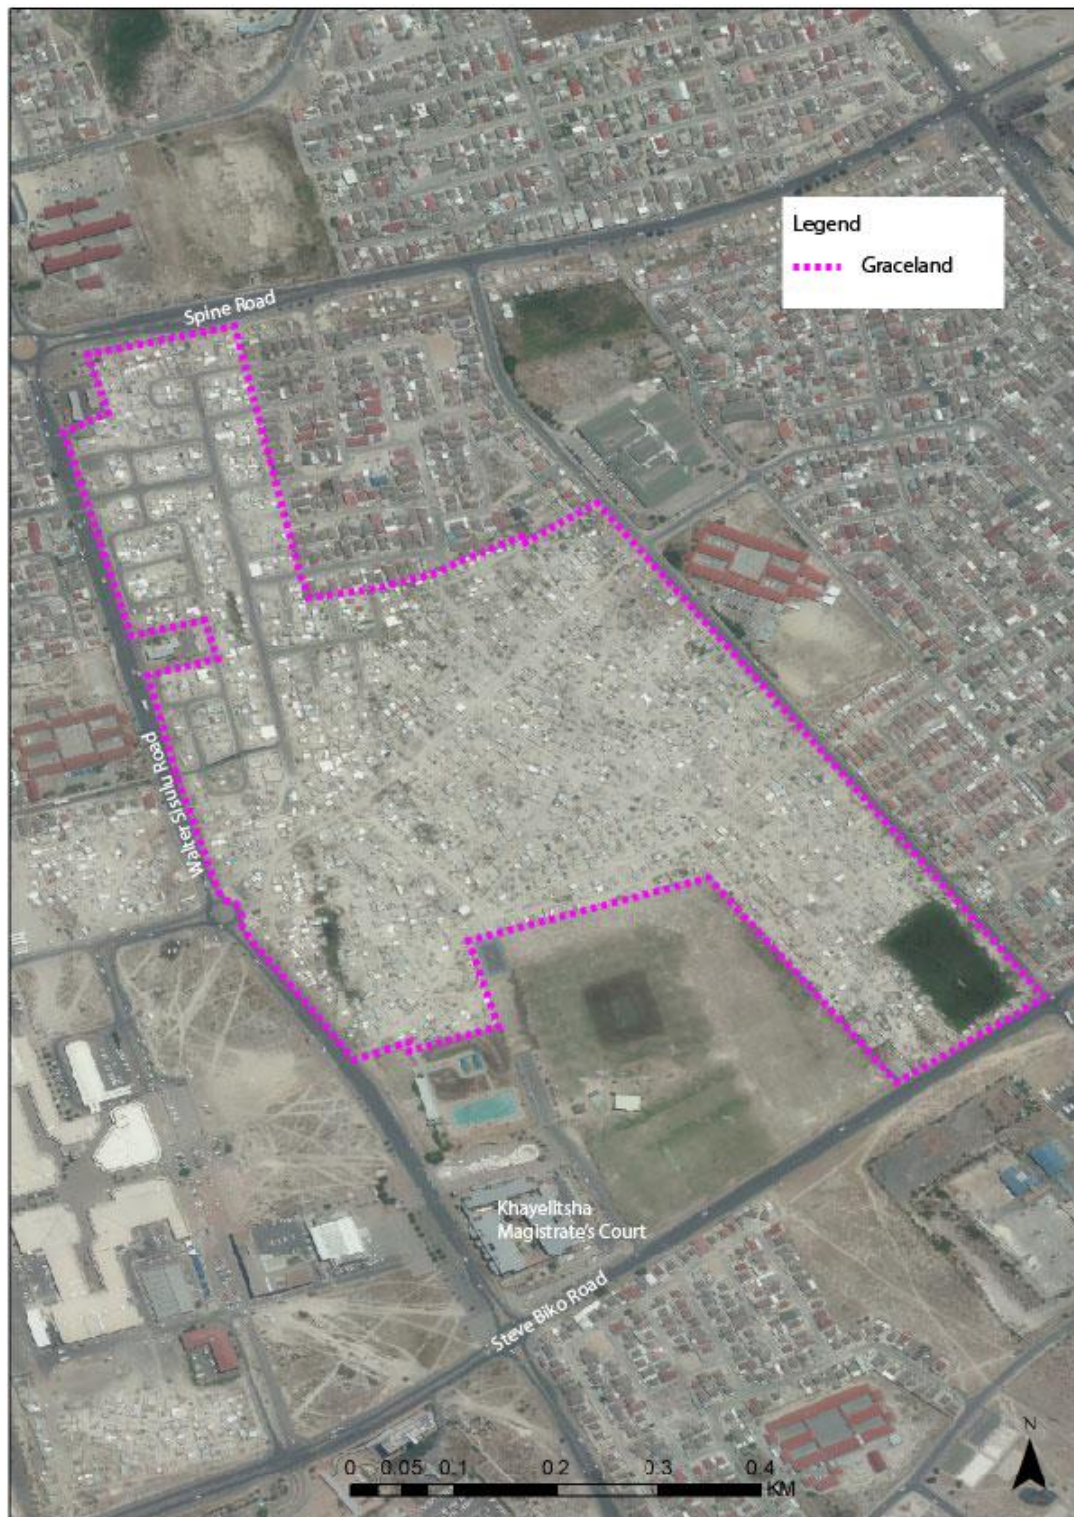 Legend
Graceland
Spine Road
Walter Sisulu Road
Khayelitsha
Magistrate's Court
Steve Biko Road
N
0 0.05 0.1 0.2 0.3 0.4
KM